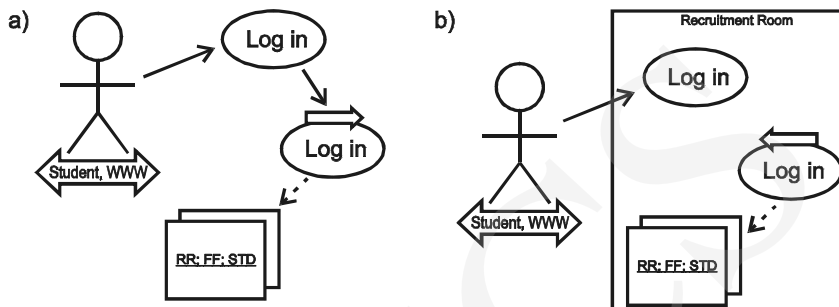 a)
Log in
Log in
Student, WWW
RR; FF; STD
b)
Recruitment Room
Log in
Log in
Student, WWW
RR; FF; STD